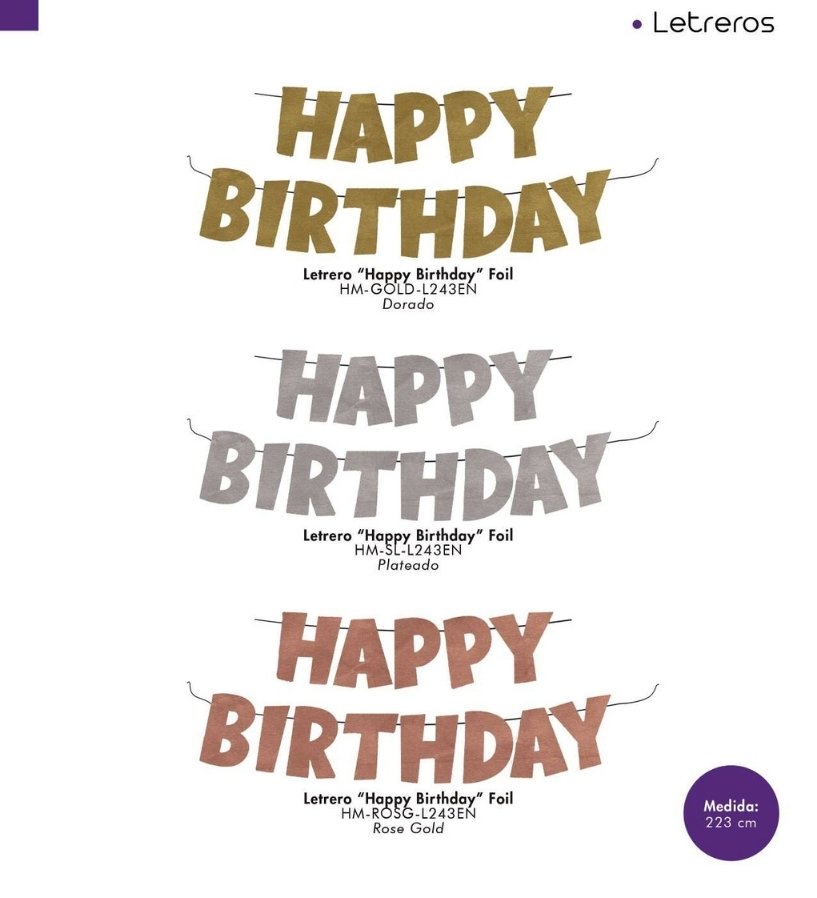 Letreros
HAPPY
BIRTHDAY
Letrero “Happy Birthday” Foil
HM-GOLD-L243EN
Dorado
HAPPY
BIRTHDAY
Letrero “Happy Birthday” Foil
HM-SL-L243EN
Plateado
HAPPY
BIRTHDAY
Letrero “Happy Birthday” Foil
HM-ROSG-L243EN
Rose Gold
Medida:
223 cm